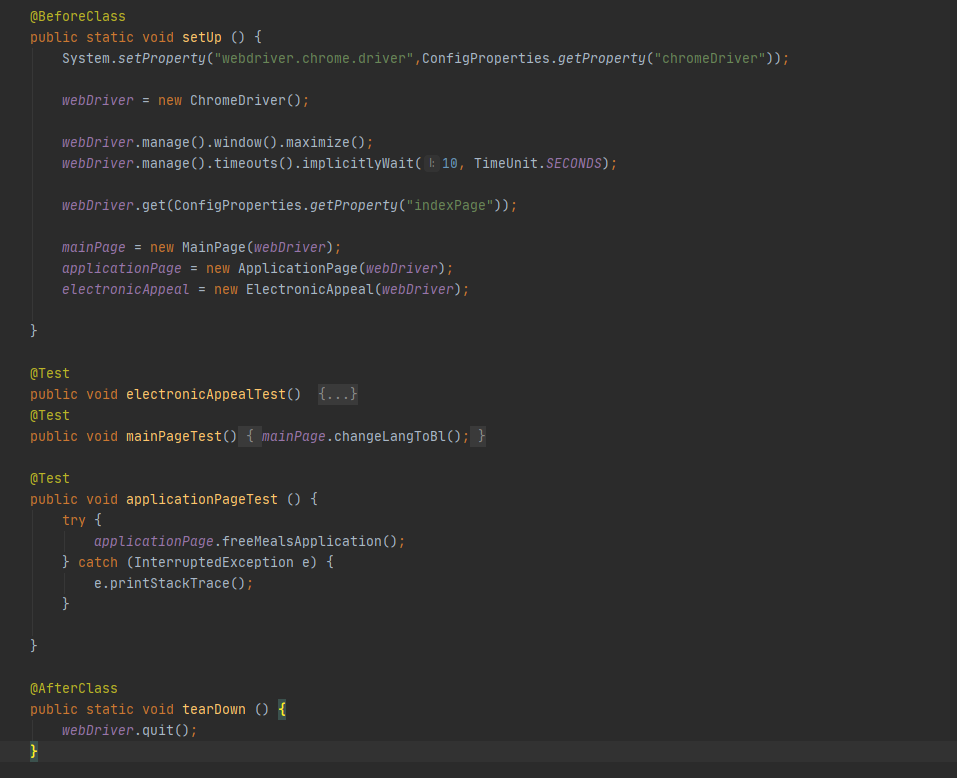 @BeforeClass
public static void setUp () {
System.setProperty("webdriver.chrome.driver",ConfigProperties.getProperty("chromeDriver"));
webDriver = new ChromeDriver();
webDriver.manage().window().maximize();
webDriver.manage().timeouts().implicitlyWait( l: 10, TimeUnit.SECONDS);
webDriver.get(ConfigProperties.getProperty("indexPage"));
mainPage = new MainPage(webDriver);
applicationPage = new ApplicationPage(webDriver);
electronicAppeal = new ElectronicAppeal(webDriver);
}
@Test
public void electronicAppealTest() {...}
@Test
public void mainPageTest() { mainPage.changeLangToBl(); }
@Test
public void applicationPageTest () {
try {
applicationPage.freeMealsApplication();
} catch (InterruptedException e) {
e.printStackTrace();
}
}
@AfterClass
public static void tearDown () {
webDriver.quit();
}